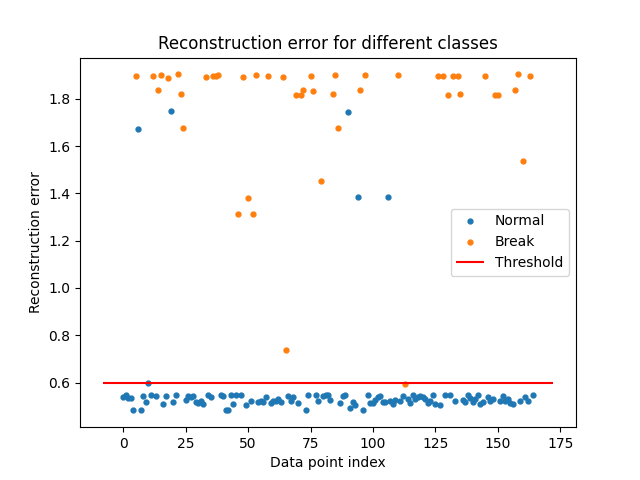 Reconstruction error for different classes
Reconstruction error
1.8
1.6
1.4
1.2
1.0
0.8
0.6
Normal
Break
Threshold
0 25 50 75 100 125 150 175
Data point index